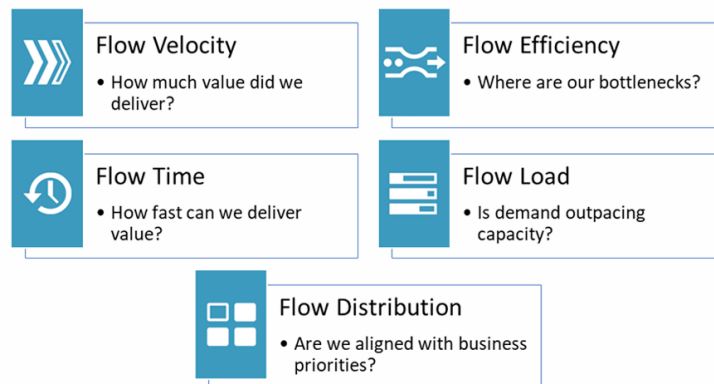 Flow Velocity
• How much value did we
deliver?
Flow Efficiency
• Where are our bottlenecks?
Flow Time
• How fast can we deliver
value?
Flow Load
• Is demand outpacing
capacity?
Flow Distribution
• Are we aligned with business
priorities?